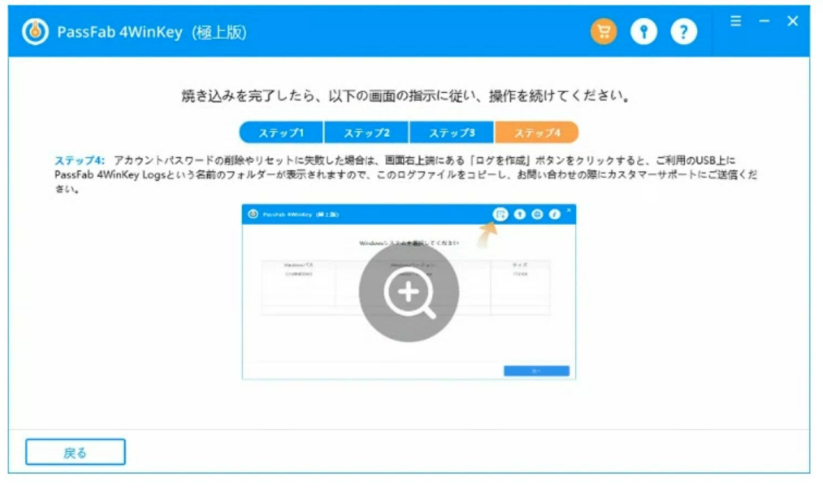 PassFab 4WinKey (極上版)
焼き込みを完了したら、以下の画面の指示に従い、操作を続けてください。
ステップ1 ステップ2 ステップ3 ステップ4
ステップ4: アカウントパスワードの削除やリセットに失敗した場合は、画面右上端にある「ログを作成」ボタンをクリックすると、ご利用のUSB上に
PassFab 4WinKey Logsという名前のフォルダーが表示されますので、このログファイルをコピーし、お問い合わせの際にカスタマーサポートにご送信くだ
さい。
PassFab 4WinKey (極上版)
Windowsシステムを選択してください
戻る